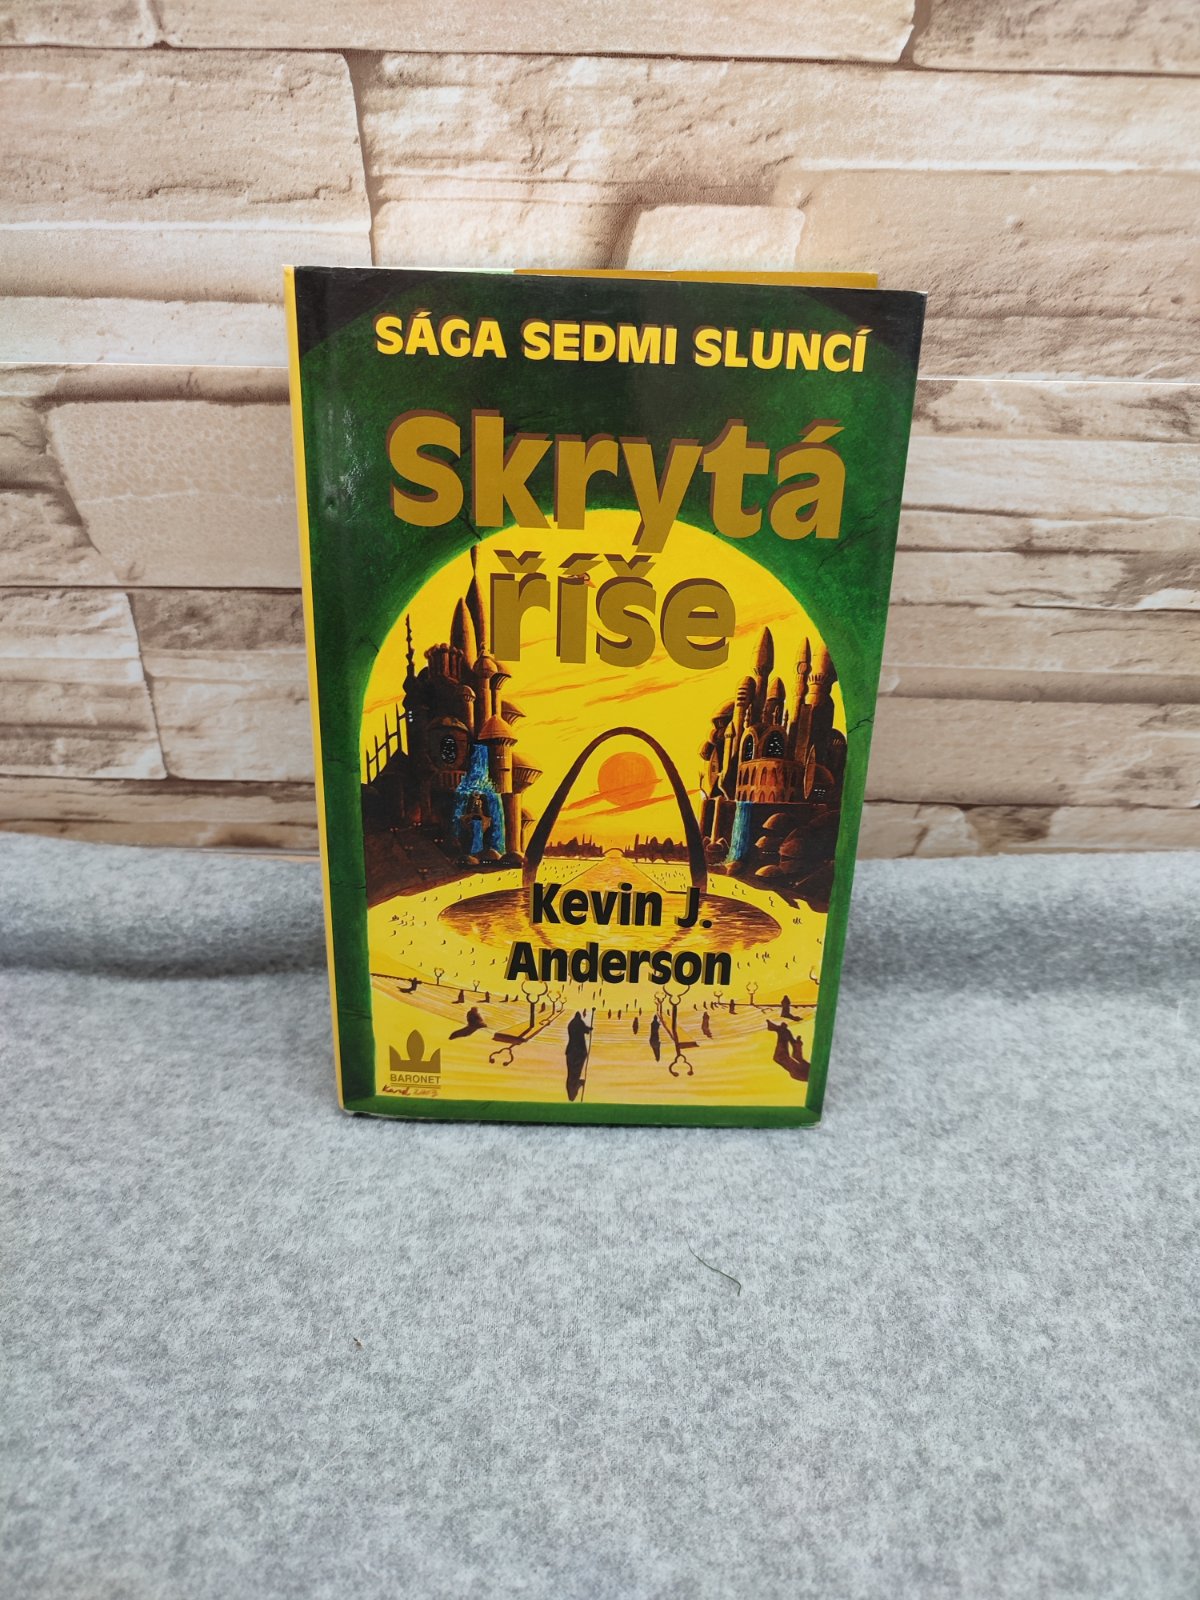 SÁGA SEDMI SLUNCÍ
Skrytá
říše
Kevin J.
Anderson
BARONET